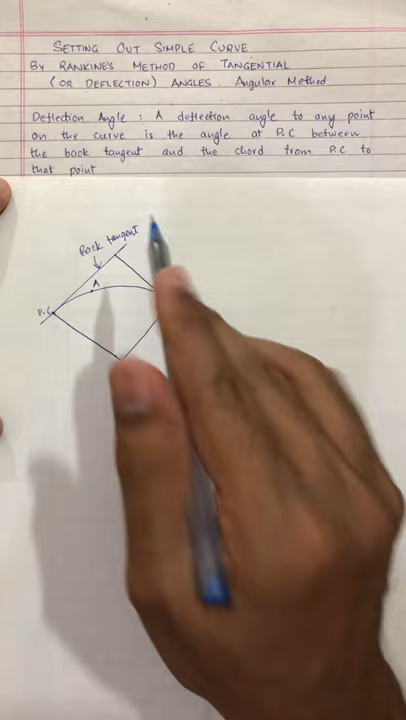 SETTING OUT SIMPLE CURVE
BY RANKINE'S METHOD OF TANGENTIAL
(OR DEFLECTION) ANGLES. Angular Method
Deflection Angle : A deflection angle to any point
on the curve is the angle at P.C between
the back tangent and the chord from P.C to
that point
Back tangent
A
P.C